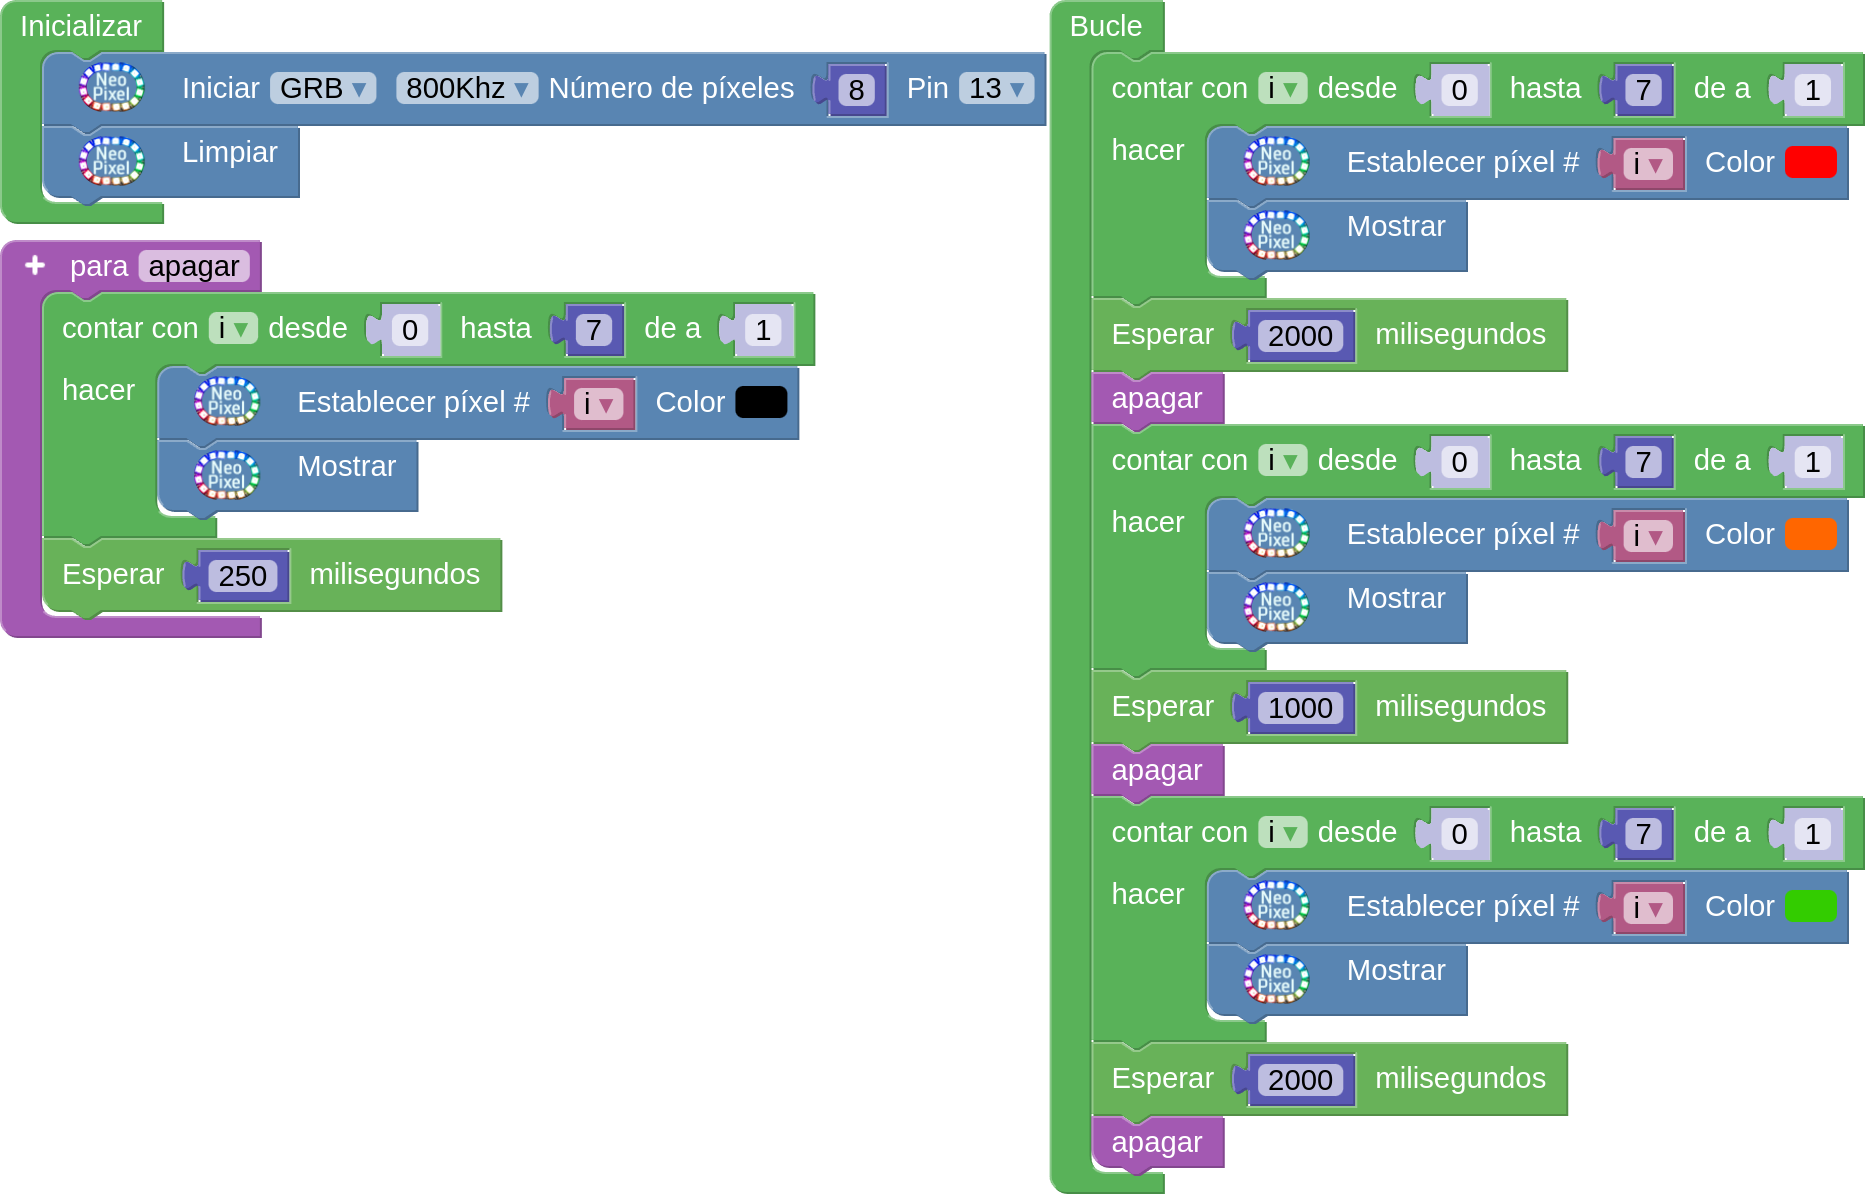 Inicializar
Neo Pixel Iniciar GRB ▾ 800Khz ▾ Número de píxeles 8 Pin 13 ▾
Neo Pixel Limpiar
+ para apagar
contar con i ▾ desde 0 hasta 7 de a 1
hacer Neo Pixel Establecer píxel # i ▾ Color
Neo Pixel Mostrar
Esperar 250 milisegundos
Bucle
contar con i ▾ desde 0 hasta 7 de a 1
hacer Neo Pixel Establecer píxel # i ▾ Color
Neo Pixel Mostrar
Esperar 2000 milisegundos
apagar
contar con i ▾ desde 0 hasta 7 de a 1
hacer Neo Pixel Establecer píxel # i ▾ Color
Neo Pixel Mostrar
Esperar 1000 milisegundos
apagar
contar con i ▾ desde 0 hasta 7 de a 1
hacer Neo Pixel Establecer píxel # i ▾ Color
Neo Pixel Mostrar
Esperar 2000 milisegundos
apagar